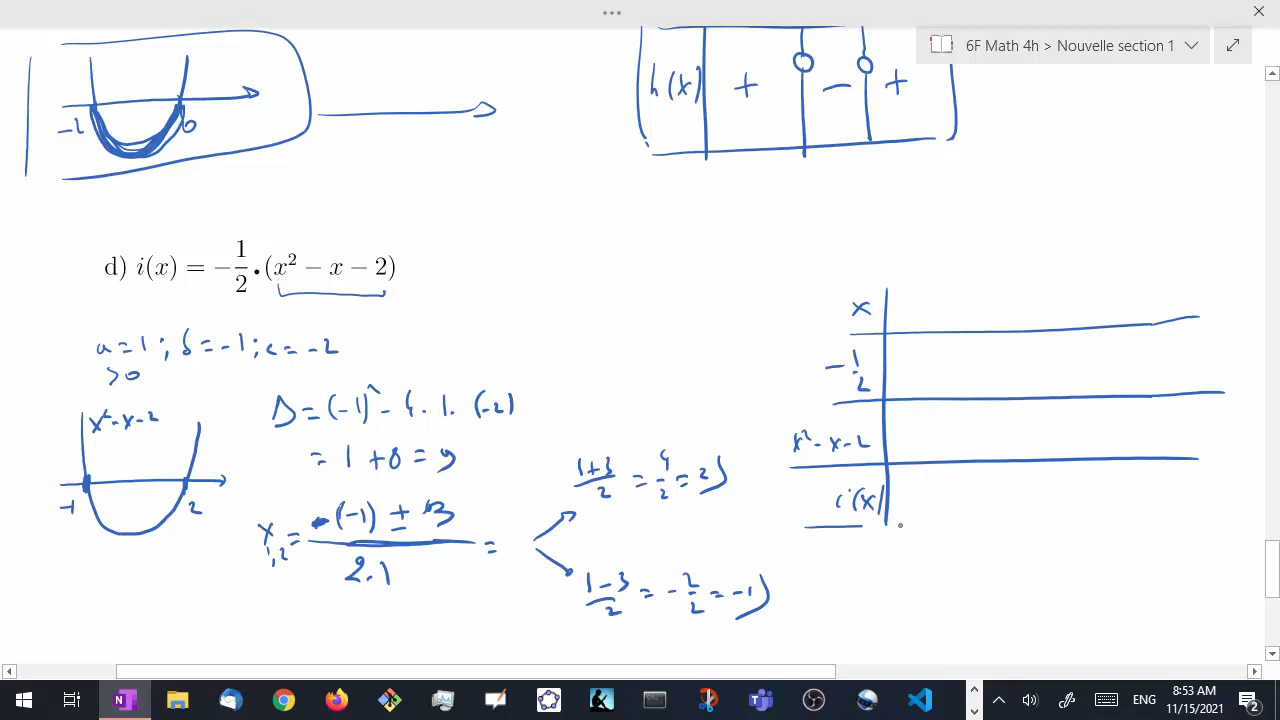 6F Math 4h > Nouvelle section 1
-2 0
h(x) + - +
d) i(x) = -1/2 · (x² - x - 2)
a = 1 ; b = -1 ; c = -2
> 0
x² - x - 2
-1 2
Δ = (-1)² - 4 · 1 · (-2)
= 1 + 8 = 9
x1,2 = -(-1) ± 3 / 2·1 =
1+3/2 = 4/2 = 2
1-3/2 = -2/2 = -1
x
-1/2
x² - x - 2
i(x)
ENG
8:53 AM
11/15/2021
2